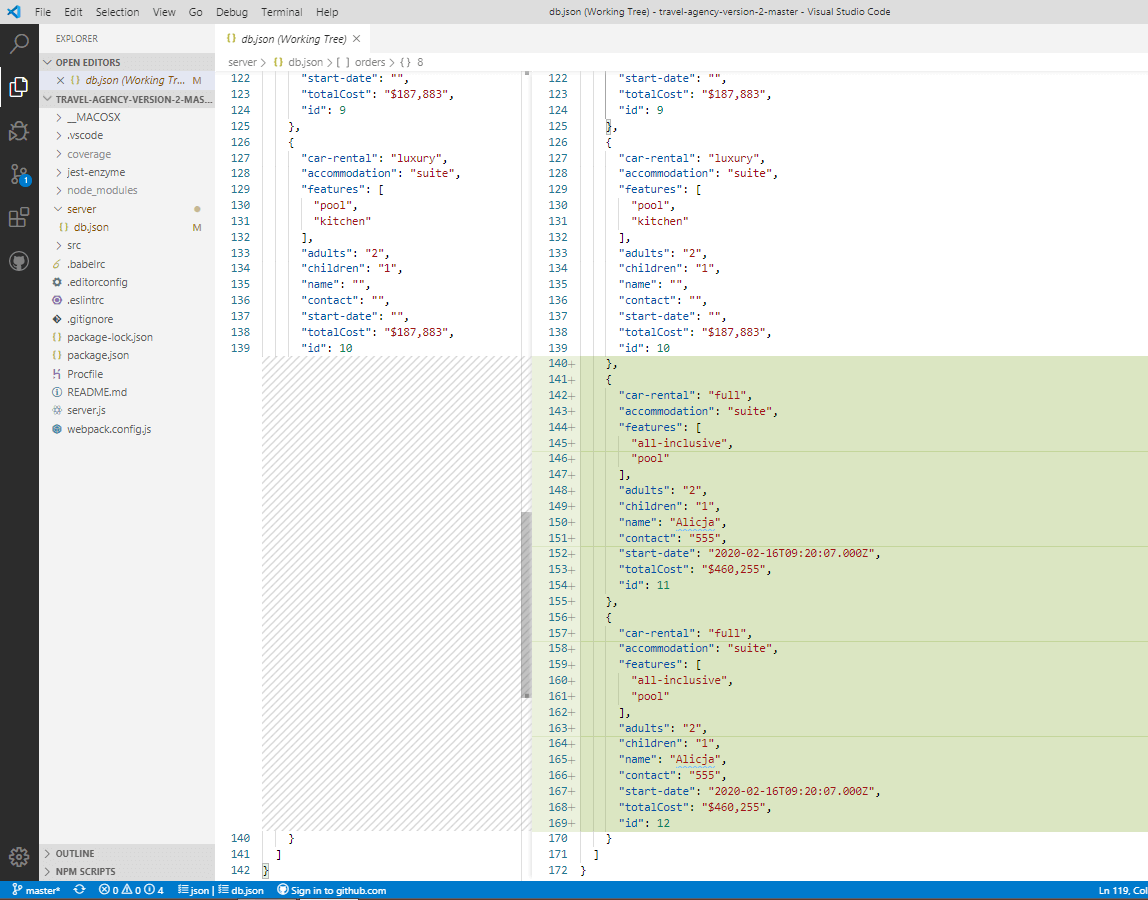 File Edit Selection View Go Debug Terminal Help
db.json (Working Tree) - travel-agency-version-2-master - Visual Studio Code
EXPLORER
OPEN EDITORS
{} db.json (Working Tr... M
TRAVEL-AGENCY-VERSION-2-MAS...
__MACOSX
.vscode
coverage
jest-enzyme
node_modules
server
{} db.json M
src
.babelrc
.editorconfig
.eslintrc
.gitignore
{} package-lock.json
{} package.json
Procfile
README.md
server.js
webpack.config.js
OUTLINE
NPM SCRIPTS
1
{} db.json (Working Tree)
server > {} db.json > [ ] orders > {} 8
122 "start-date": "",
123 "totalCost": "$187,883",
124 "id": 9
125 },
126 {
127 "car-rental": "luxury",
128 "accommodation": "suite",
129 "features": [
130 "pool",
131 "kitchen"
132 ],
133 "adults": "2",
134 "children": "1",
135 "name": "",
136 "contact": "",
137 "start-date": "",
138 "totalCost": "$187,883",
139 "id": 10
140 }
141 ]
142 }
122 "start-date": "",
123 "totalCost": "$187,883",
124 "id": 9
125 },
126 {
127 "car-rental": "luxury",
128 "accommodation": "suite",
129 "features": [
130 "pool",
131 "kitchen"
132 ],
133 "adults": "2",
134 "children": "1",
135 "name": "",
136 "contact": "",
137 "start-date": "",
138 "totalCost": "$187,883",
139 "id": 10
140+ },
141+ {
142+ "car-rental": "full",
143+ "accommodation": "suite",
144+ "features": [
145+ "all-inclusive",
146+ "pool"
147+ ],
148+ "adults": "2",
149+ "children": "1",
150+ "name": "Alicja",
151+ "contact": "555",
152+ "start-date": "2020-02-16T09:20:07.000Z",
153+ "totalCost": "$460,255",
154+ "id": 11
155+ },
156+ {
157+ "car-rental": "full",
158+ "accommodation": "suite",
159+ "features": [
160+ "all-inclusive",
161+ "pool"
162+ ],
163+ "adults": "2",
164+ "children": "1",
165+ "name": "Alicja",
166+ "contact": "555",
167+ "start-date": "2020-02-16T09:20:07.000Z",
168+ "totalCost": "$460,255",
169+ "id": 12
170 }
171 ]
172 }
master* 0 0 4 json | db.json Sign in to github.com Ln 119, Col